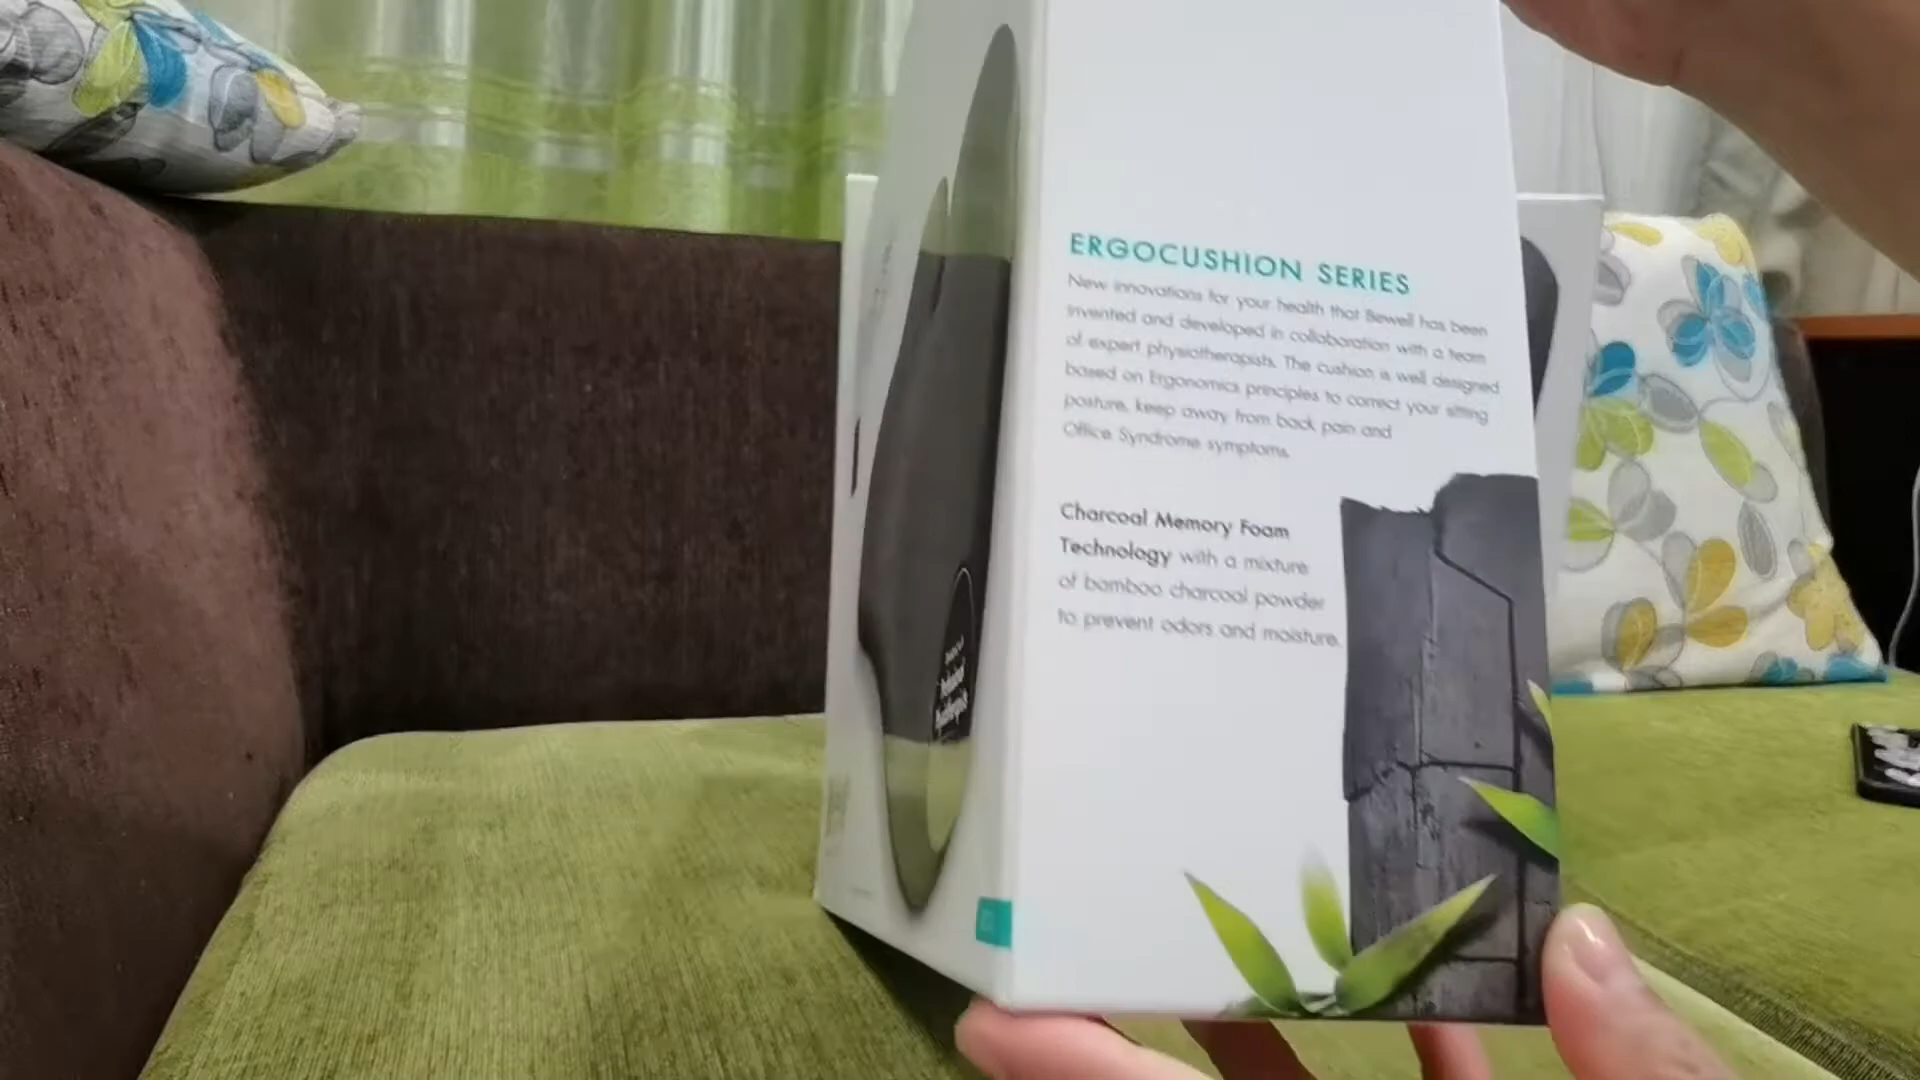 ERGOCUSHION SERIES
New innovations for your health that Bewell has been
invented and developed in collaboration with a team
of expert physiotherapists. The cushion is well designed
based on Ergonomics principles to correct your sitting
posture, keep away from back pain and
Office Syndrome symptoms.
Charcoal Memory Foam
Technology with a mixture
of bamboo charcoal powder
to prevent odors and moisture.